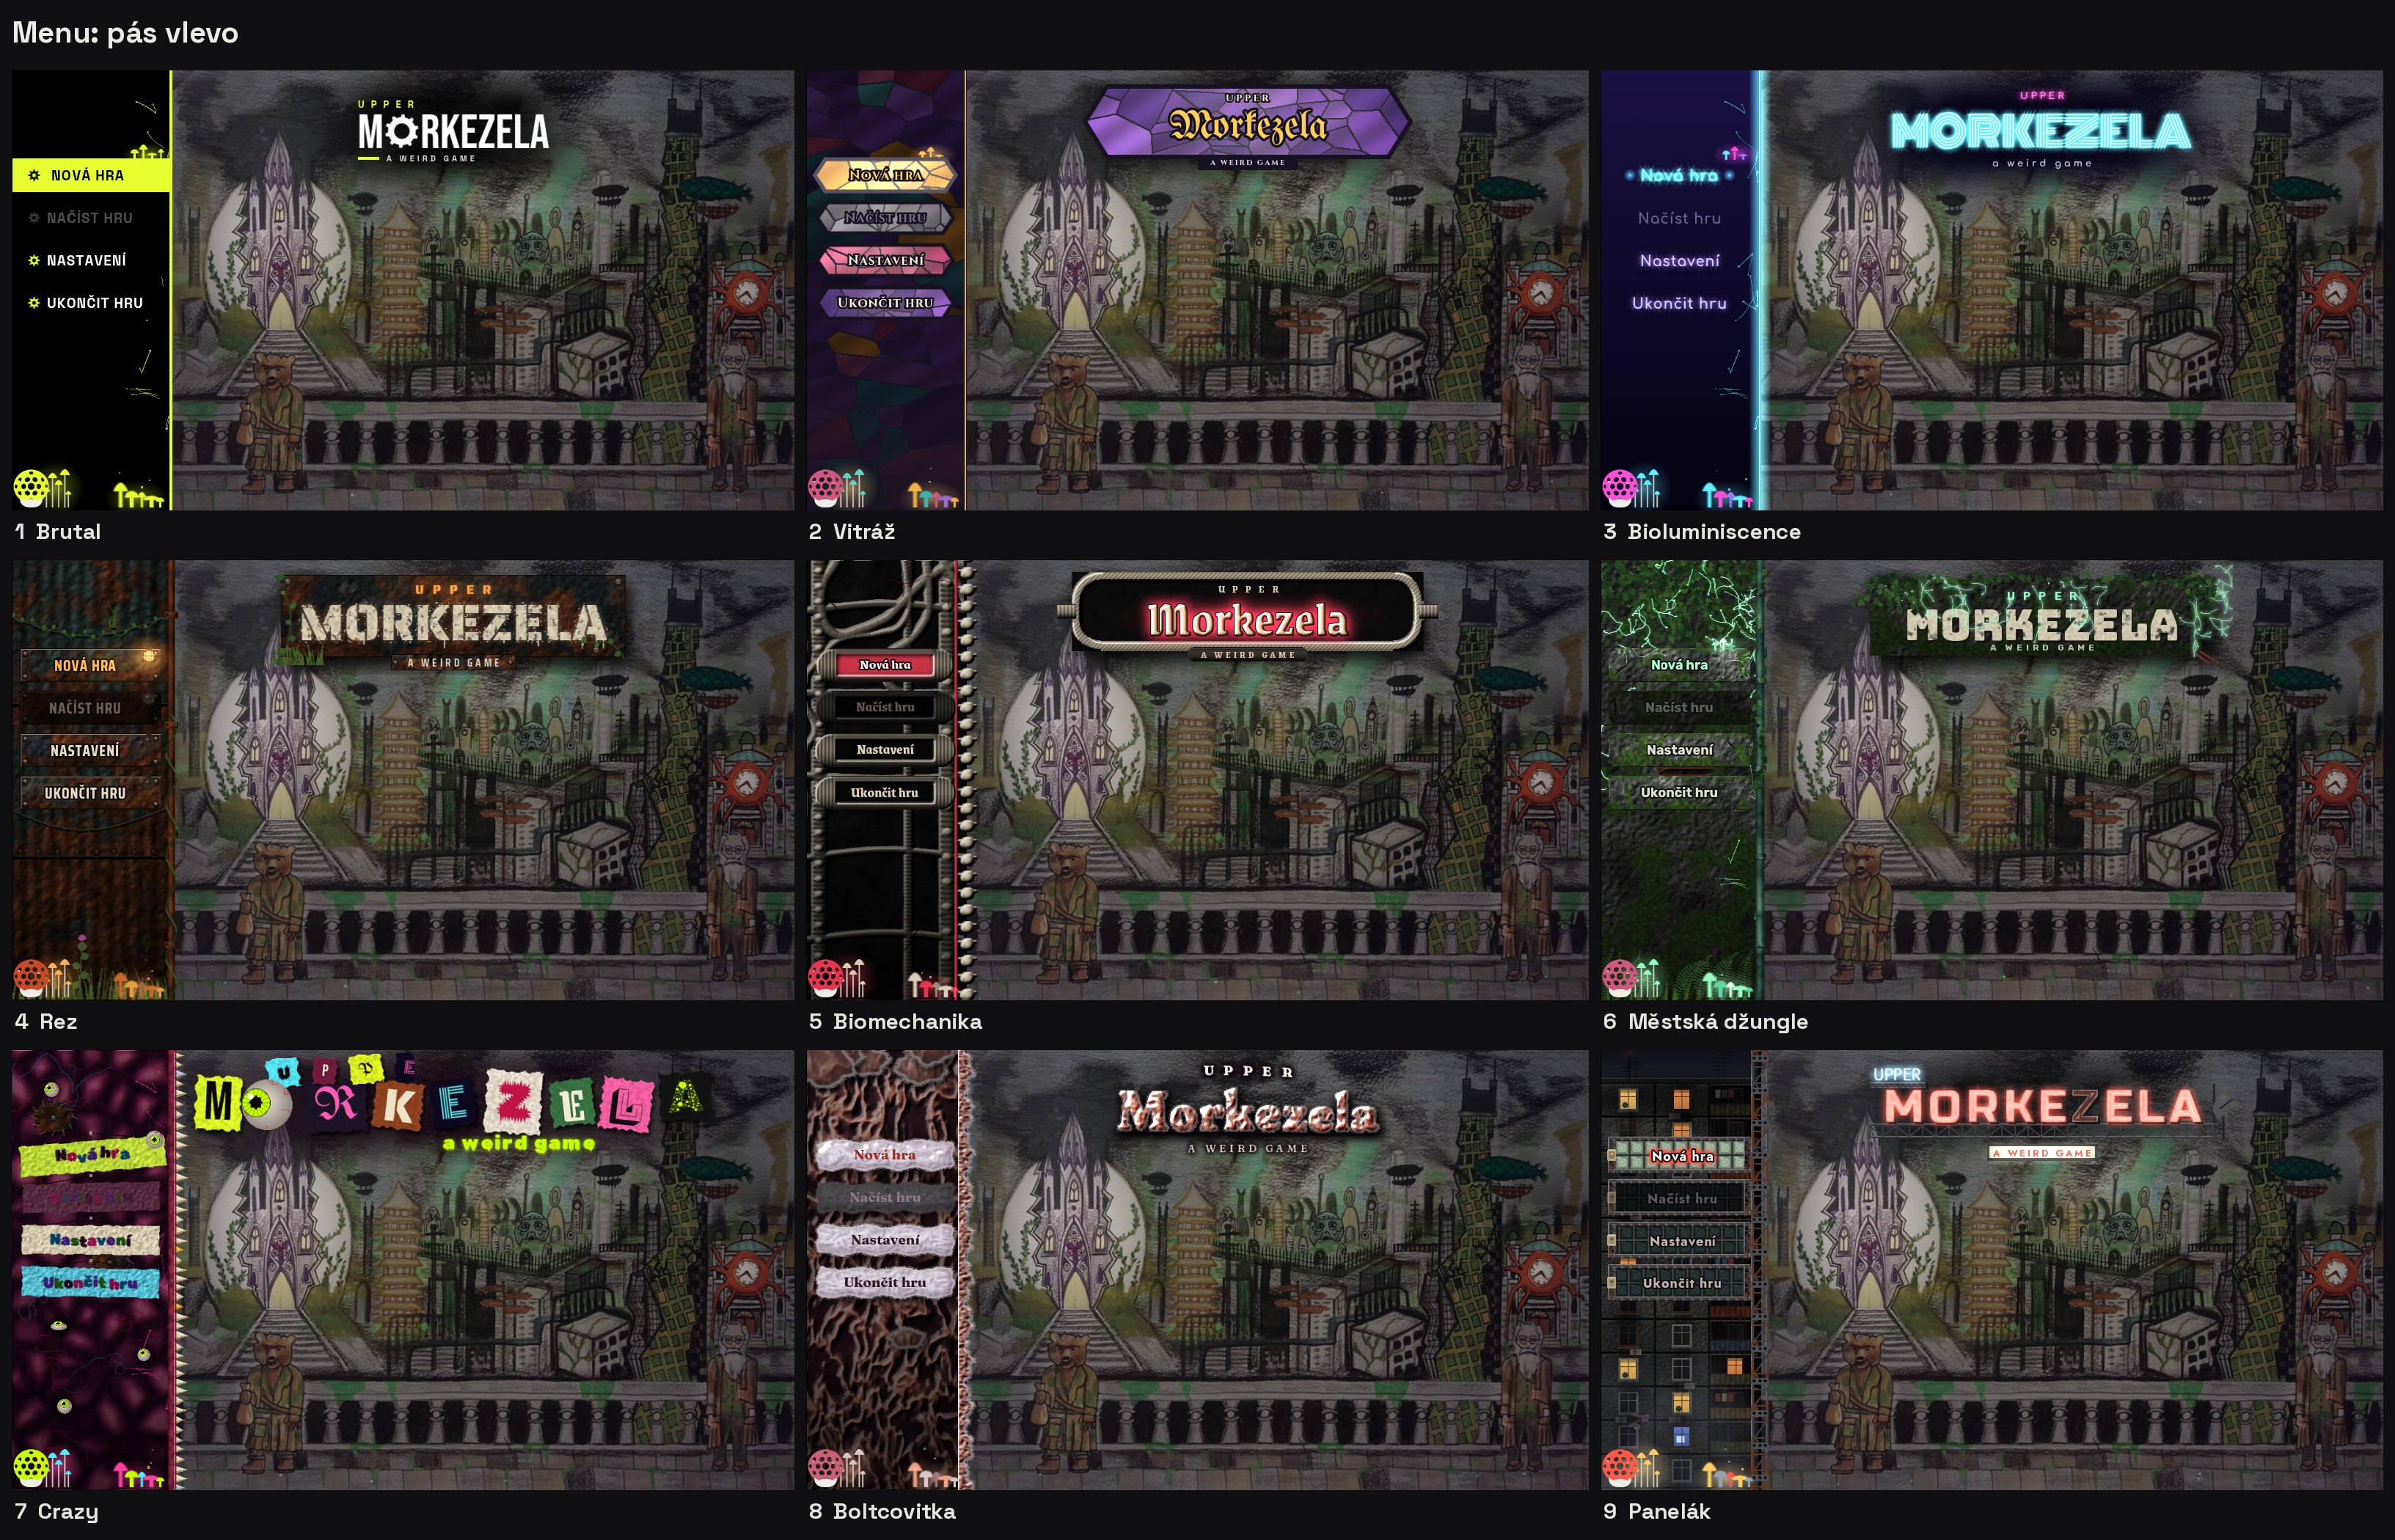 Menu: pás vlevo
UPPER
MORKEZELA
A WEIRD GAME
NOVÁ HRA
NAČÍST HRU
NASTAVENÍ
UKONČIT HRU
1 Brutal
UPPER
Morkezela
A WEIRD GAME
NOVÁ HRA
NAČÍST HRU
NASTAVENÍ
UKONČIT HRU
2 Vitráž
UPPER
MORKEZELA
a weird game
Nová hra
Načíst hru
Nastavení
Ukončit hru
3 Bioluminiscence
UPPER
MORKEZELA
A WEIRD GAME
NOVÁ HRA
NAČÍST HRU
NASTAVENÍ
UKONČIT HRU
4 Rez
UPPER
Morkezela
A WEIRD GAME
Nová hra
Načíst hru
Nastavení
Ukončit hru
5 Biomechanika
UPPER
MORKEZELA
A WEIRD GAME
Nová hra
Načíst hru
Nastavení
Ukončit hru
6 Městská džungle
U P P E
MORKEZELA
a weird game
Nová hra
Nastavení
Ukončit hru
7 Crazy
UPPER
Morkezela
A WEIRD GAME
Nová hra
Načíst hru
Nastavení
Ukončit hru
8 Boltcovitka
UPPER
MORKEZELA
A WEIRD GAME
Nová hra
Načíst hru
Nastavení
Ukončit hru
9 Panelák